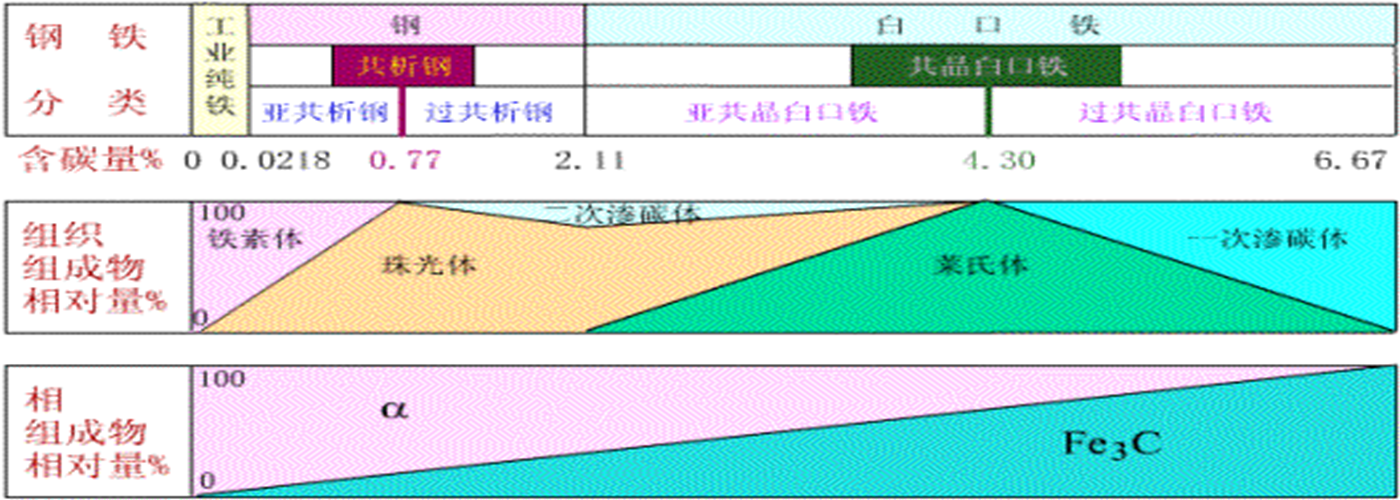 钢 铁
分 类
工业纯铁
钢
白 口 铁
共析钢
共晶白口铁
亚共析钢
过共析钢
亚共晶白口铁
过共晶白口铁
含碳量% 0 0.0218 0.77 2.11 4.30 6.67
组织
组成物
相对量%
100
0
铁素体
二次渗碳体
珠光体
莱氏体
一次渗碳体
相
组成物
相对量%
100
0
α
Fe₃C